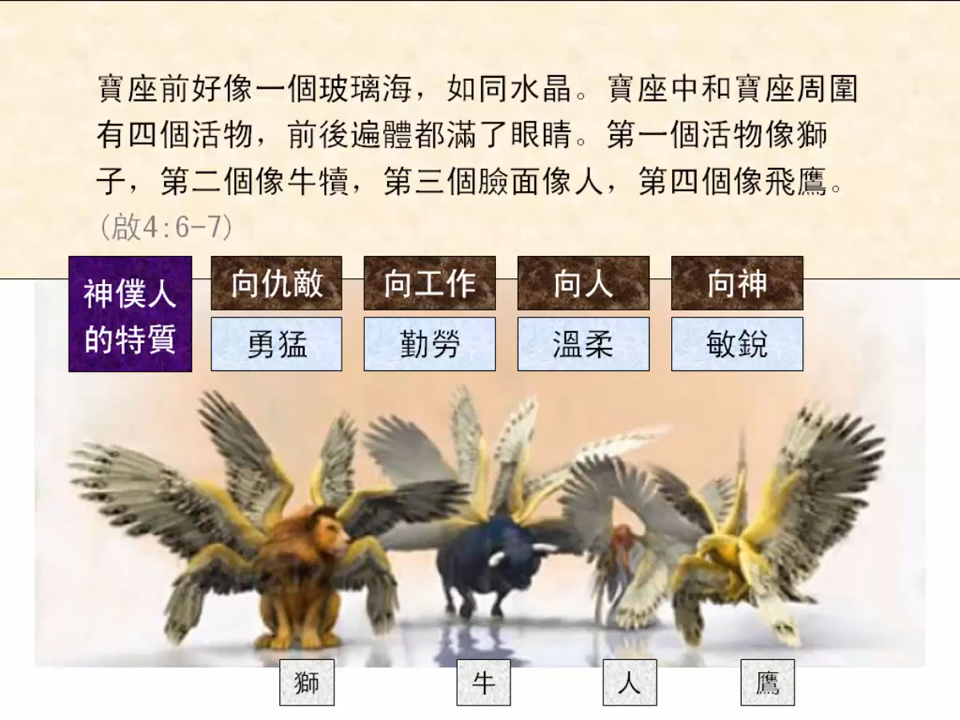 寶座前好像一個玻璃海，如同水晶。寶座中和寶座周圍
有四個活物，前後遍體都滿了眼睛。第一個活物像獅
子，第二個像牛犢，第三個臉面像人，第四個像飛鷹。
(啟4:6-7)
神僕人
的特質
向仇敵
向工作
向人
向神
勇猛
勤勞
溫柔
敏銳
獅
牛
人
鷹